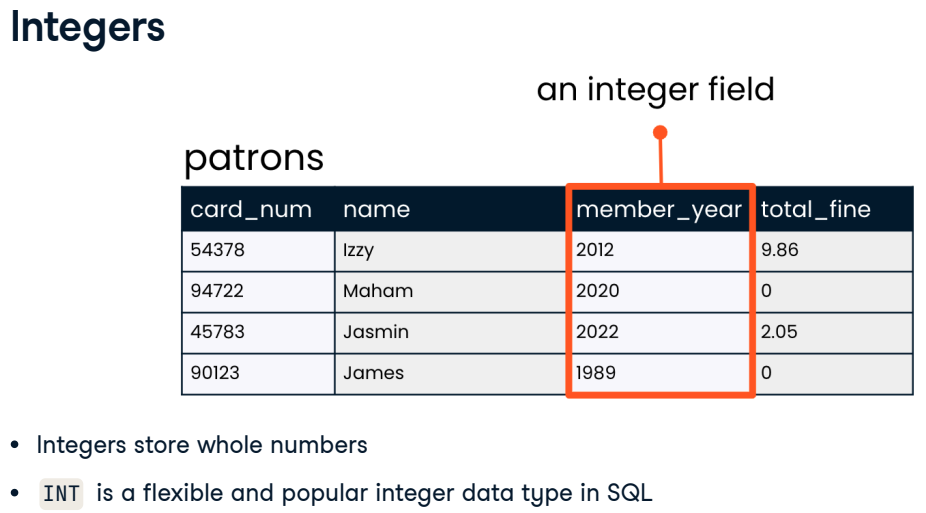 Integers
an integer field
patrons
card_num name member_year total_fine
54378 Izzy 2012 9.86
94722 Maham 2020 0
45783 Jasmin 2022 2.05
90123 James 1989 0
• Integers store whole numbers
• INT is a flexible and popular integer data type in SQL